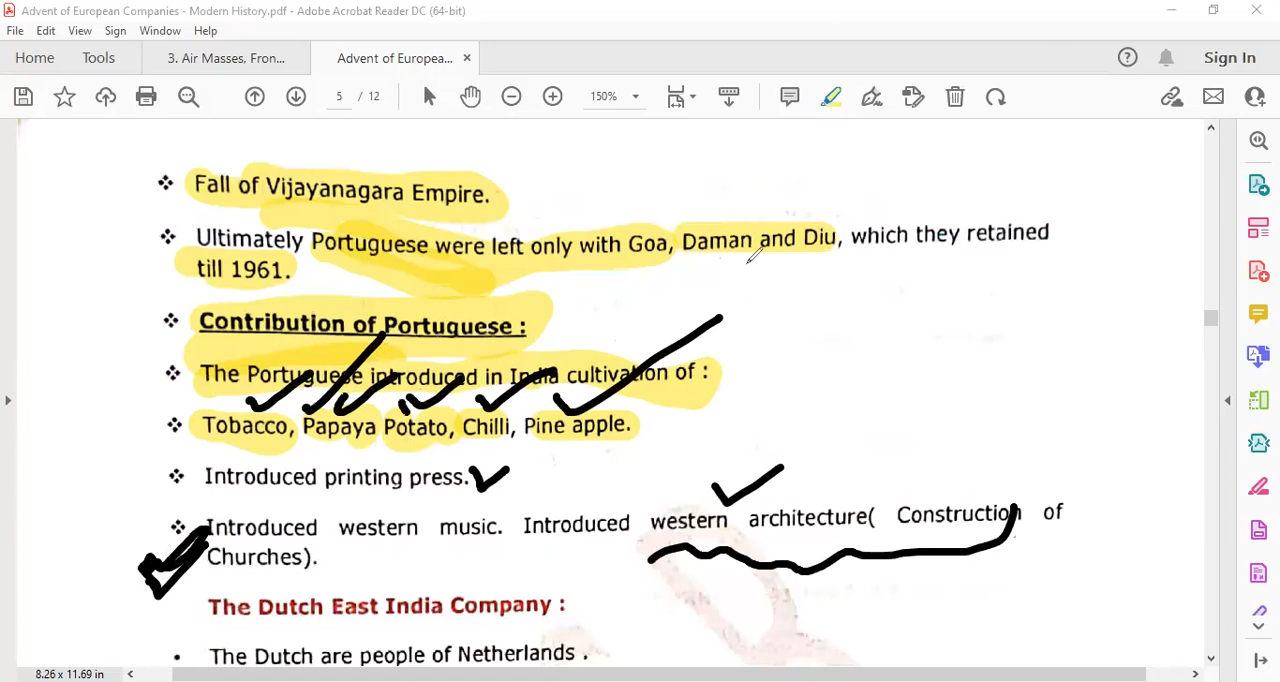 Advent of European Companies - Modern History.pdf - Adobe Acrobat Reader DC (64-bit)
File Edit View Sign Window Help
Home Tools 3. Air Masses, Fron... Advent of Europea... × Sign In
5 / 12 150%
❖ Fall of Vijayanagara Empire.
❖ Ultimately Portuguese were left only with Goa, Daman and Diu, which they retained
till 1961.
❖ Contribution of Portuguese :
❖ The Portuguese introduced in India cultivation of :
❖ Tobacco, Papaya Potato, Chilli, Pine apple.
❖ Introduced printing press.
❖ Introduced western music. Introduced western architecture( Construction of
Churches).
The Dutch East India Company :
• The Dutch are people of Netherlands .
8.26 x 11.69 in